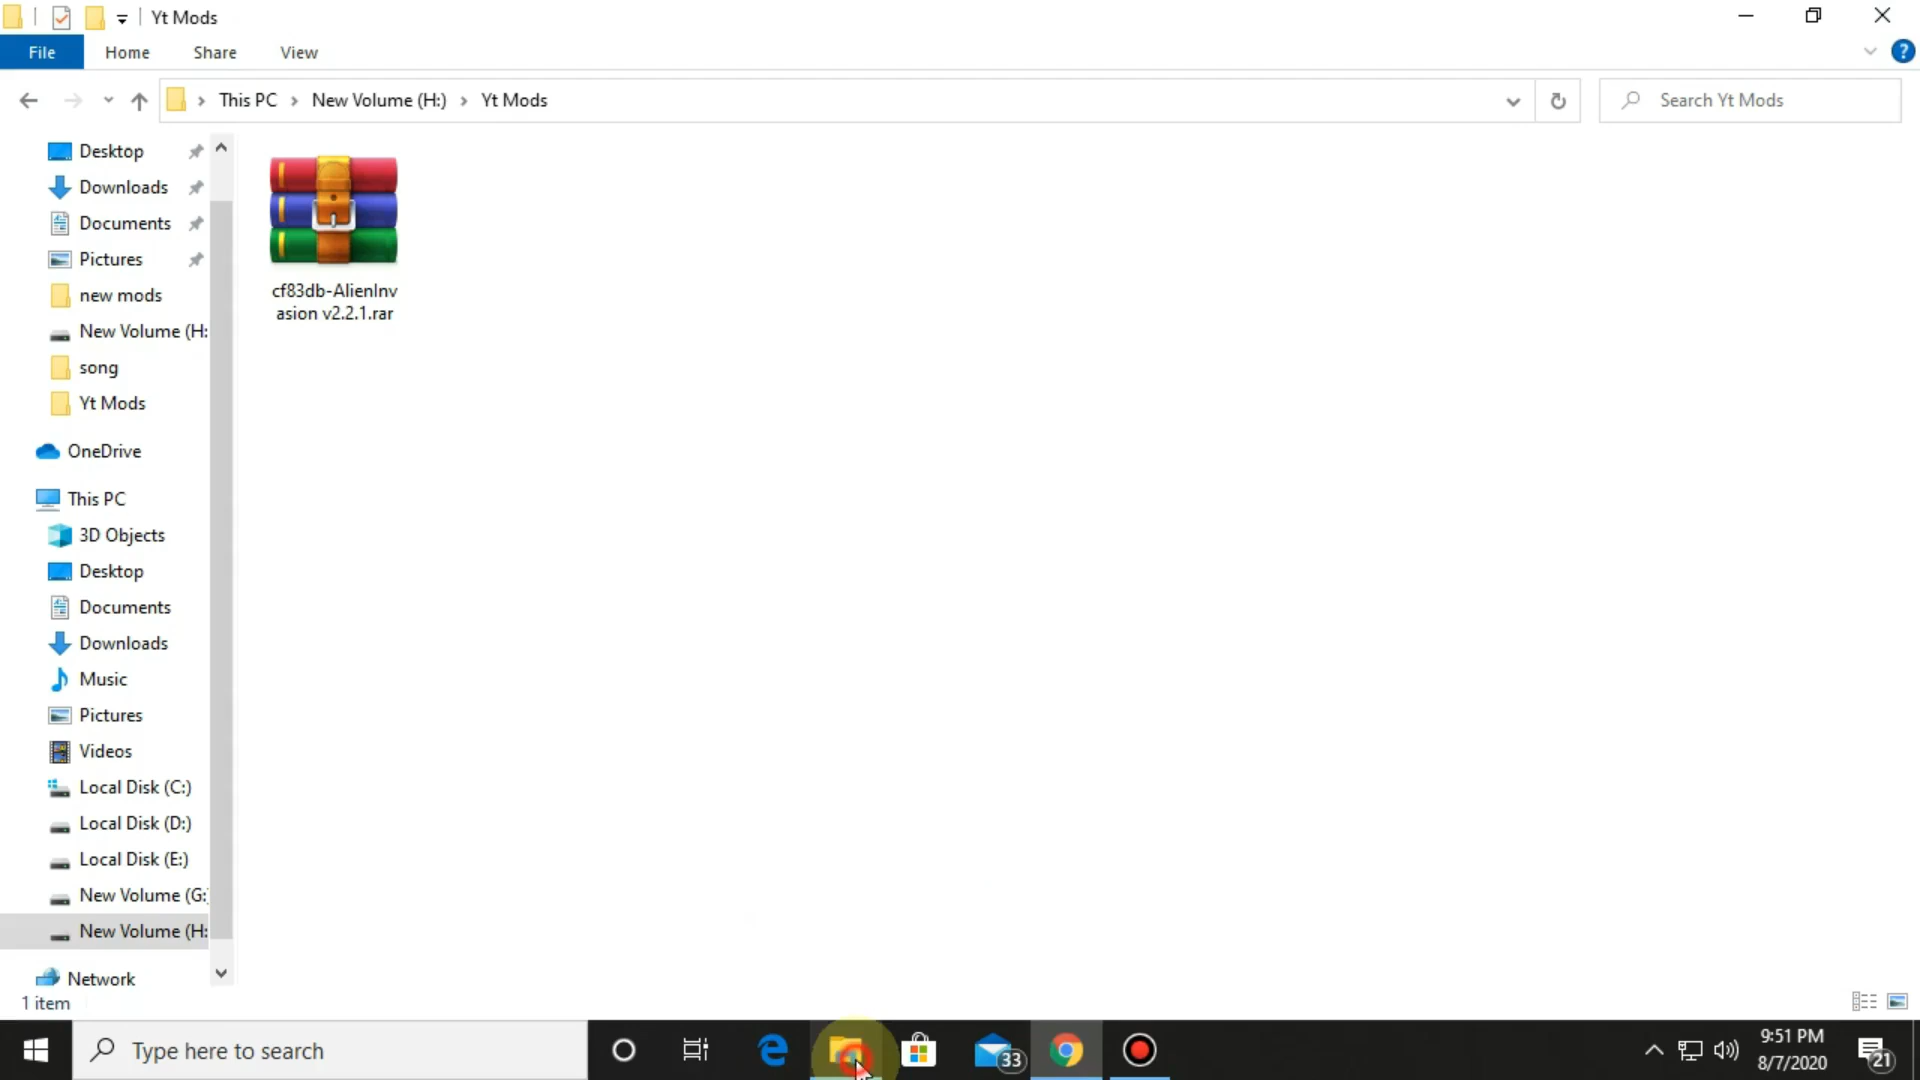 Yt Mods
File Home Share View
This PC New Volume (H:) Yt Mods
Search Yt Mods
Desktop
Downloads
Documents
Pictures
new mods
New Volume (H:
song
Yt Mods
OneDrive
This PC
3D Objects
Desktop
Documents
Downloads
Music
Pictures
Videos
Local Disk (C:)
Local Disk (D:)
Local Disk (E:)
New Volume (G:
New Volume (H:
Network
cf83db-AlienInv
asion v2.2.1.rar
1 item
Type here to search
33
9:51 PM
8/7/2020
21